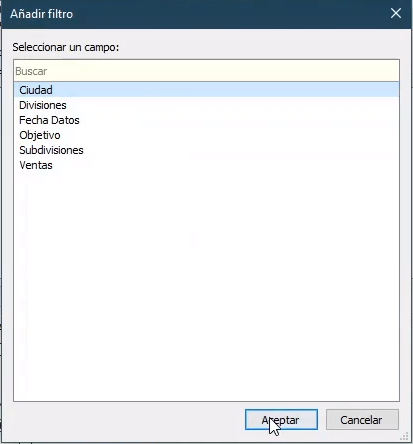 Añadir filtro
Seleccionar un campo:
Buscar
Ciudad
Divisiones
Fecha Datos
Objetivo
Subdivisiones
Ventas
Aceptar
Cancelar